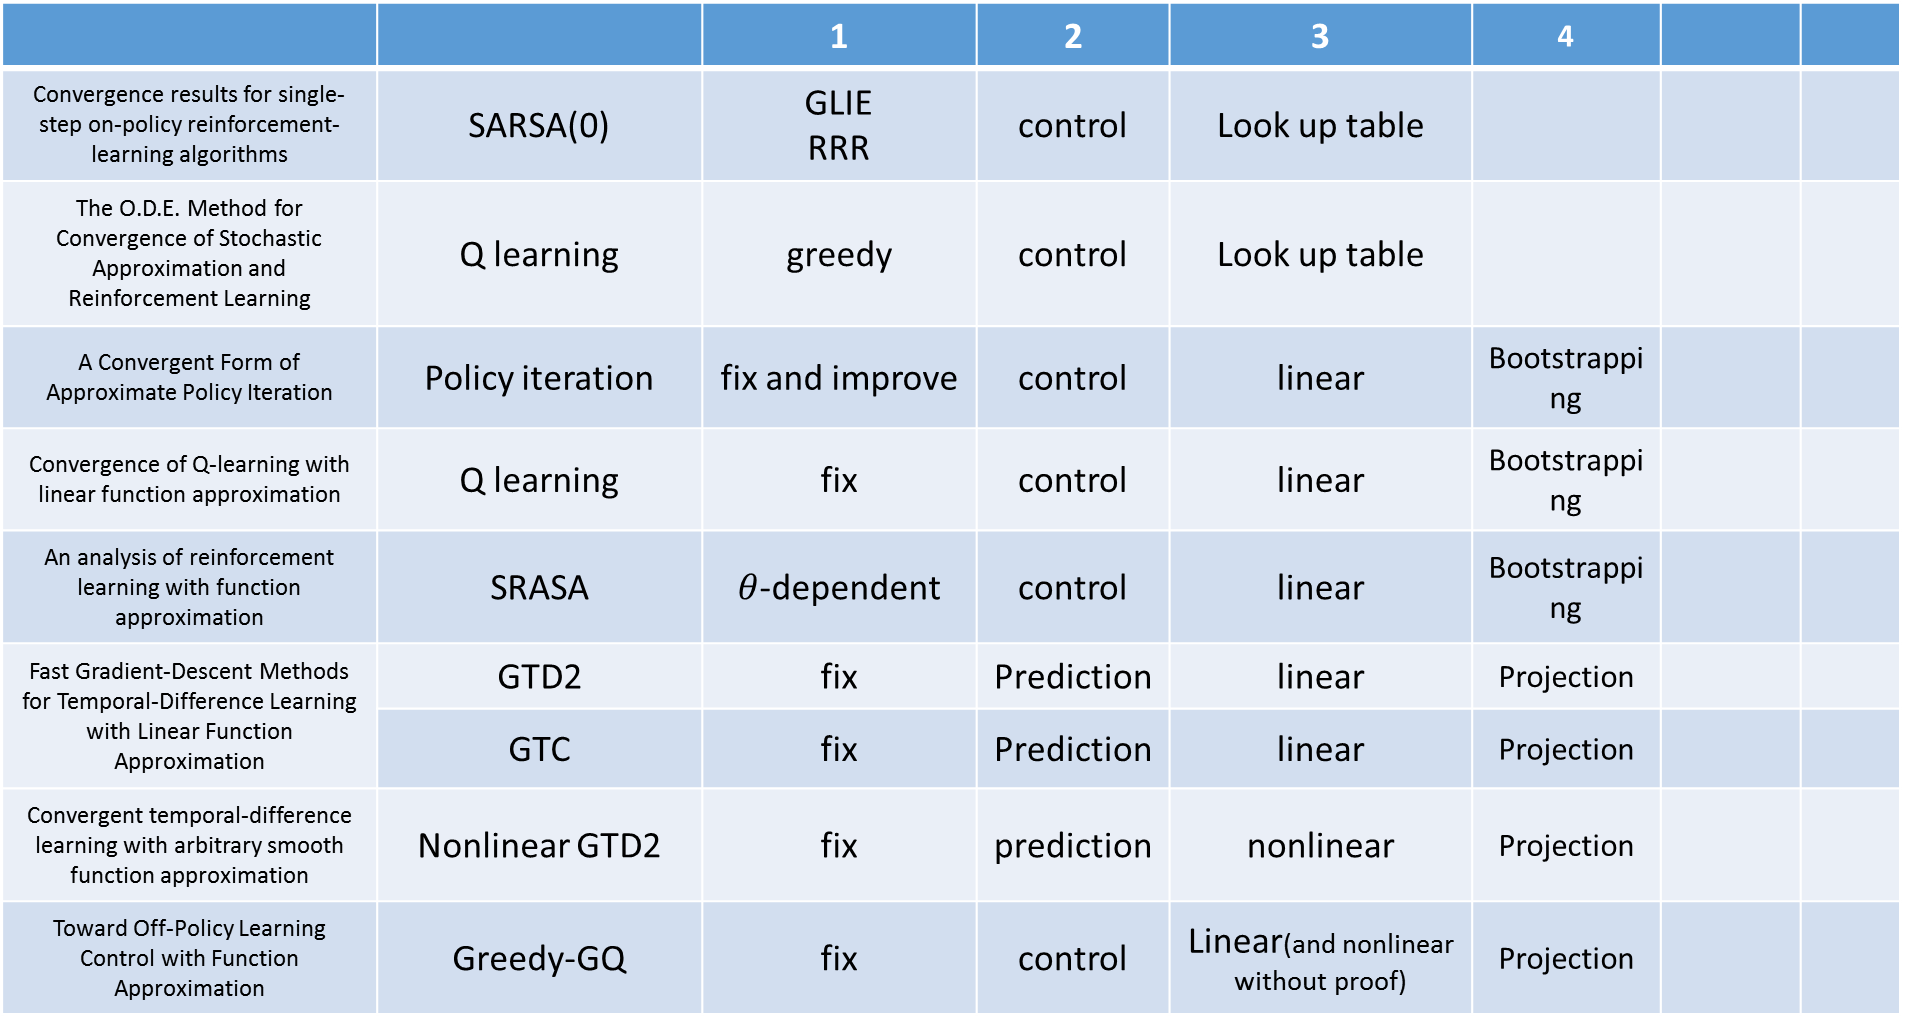 1 2 3 4
Convergence results for single-
step on-policy reinforcement-
learning algorithms
SARSA(0)
GLIE
RRR
control
Look up table
The O.D.E. Method for
Convergence of Stochastic
Approximation and
Reinforcement Learning
Q learning
greedy
control
Look up table
A Convergent Form of
Approximate Policy Iteration
Policy iteration
fix and improve
control
linear
Bootstrappi
ng
Convergence of Q-learning with
linear function approximation
Q learning
fix
control
linear
Bootstrappi
ng
An analysis of reinforcement
learning with function
approximation
SRASA
θ-dependent
control
linear
Bootstrappi
ng
Fast Gradient-Descent Methods
for Temporal-Difference Learning
with Linear Function
Approximation
GTD2
fix
Prediction
linear
Projection
GTC
fix
Prediction
linear
Projection
Convergent temporal-difference
learning with arbitrary smooth
function approximation
Nonlinear GTD2
fix
prediction
nonlinear
Projection
Toward Off-Policy Learning
Control with Function
Approximation
Greedy-GQ
fix
control
Linear(and nonlinear
without proof)
Projection